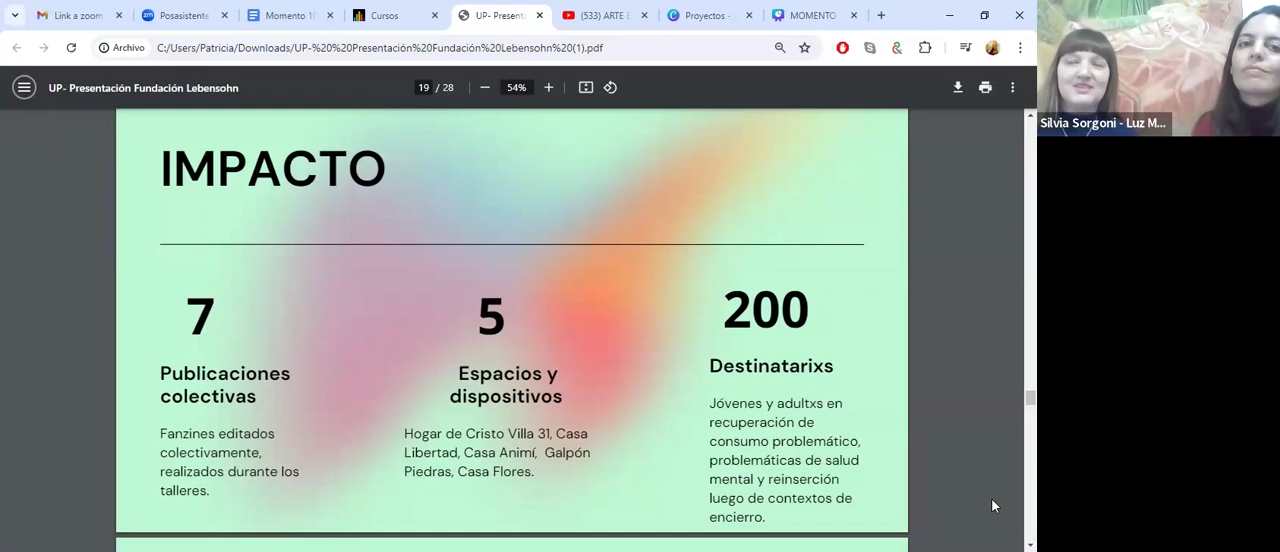 Link a zoom
Posasistente
Momento 1
Cursos
UP- Presenta
(533) ARTE E
Proyectos -
MOMENTO
Archivo
C:/Users/Patricia/Downloads/UP-%20%20Presentación%20Fundación%20Lebensohn%20(1).pdf
UP- Presentación Fundación Lebensohn
19 / 28
54%
Silvia Sorgoni - Luz M...
IMPACTO
7
Publicaciones
colectivas
Fanzines editados
colectivamente,
realizados durante los
talleres.
5
Espacios y
dispositivos
Hogar de Cristo Villa 31, Casa
Libertad, Casa Animí, Galpón
Piedras, Casa Flores.
200
Destinatarixs
Jóvenes y adultxs en
recuperación de
consumo problemático,
problemáticas de salud
mental y reinserción
luego de contextos de
encierro.